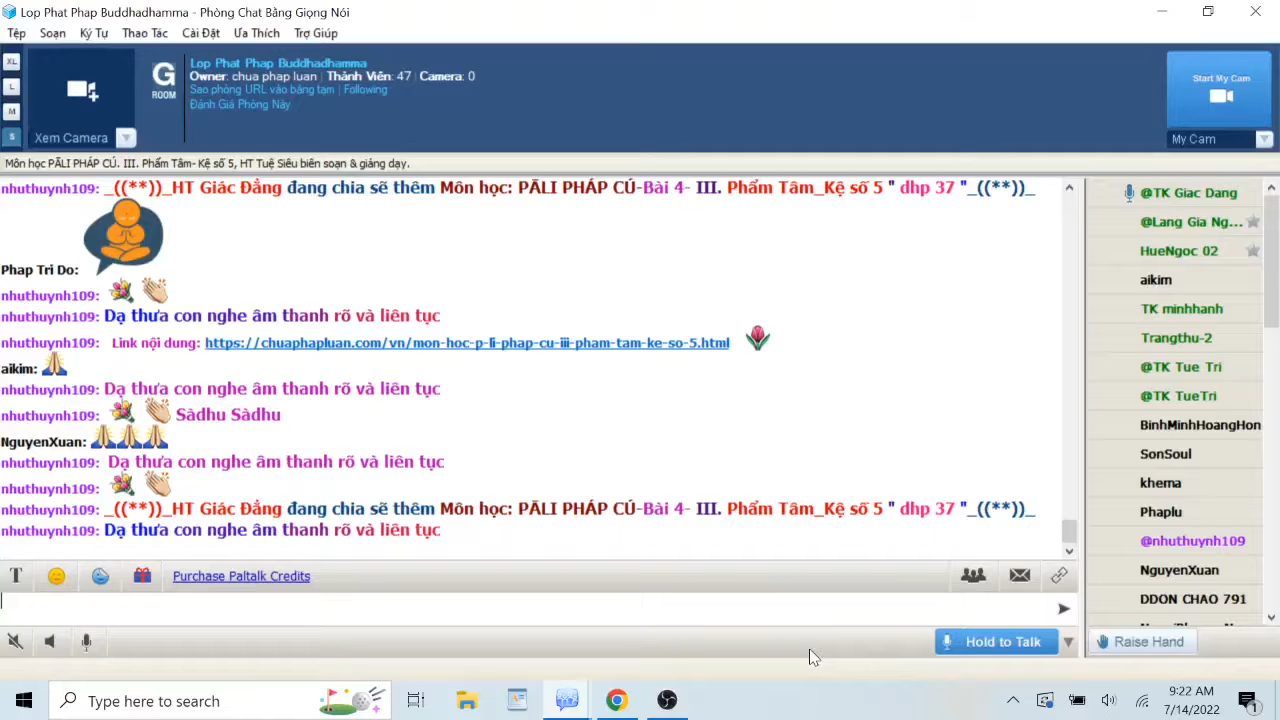 Lop Phat Phap Buddhadhamma - Phòng Chat Bằng Giọng Nói
Tệp Soạn Ký Tự Thao Tác Cài Đặt Ưa Thích Trợ Giúp
XL
L
M
S
Xem Camera
G
ROOM
Lop Phat Phap Buddhadhamma
Owner: chua phap luan | Thành Viên: 47 | Camera: 0
Sao phòng URL vào bảng tạm | Following
Đánh Giá Phòng Này
Start My Cam
My Cam
Môn học PÃLI PHÁP CÚ. III. Phẩm Tâm- Kệ số 5, HT Tuệ Siêu biên soạn & giảng dạy.
nhuthuynh109: _((**))_HT Giác Đẳng đang chia sẽ thêm Môn học: PÃLI PHÁP CÚ-Bài 4- III. Phẩm Tâm_Kệ số 5 " dhp 37 "_((**))_
Phap Tri Do:
nhuthuynh109:
nhuthuynh109: Dạ thưa con nghe âm thanh rõ và liên tục
nhuthuynh109: Link nội dung: https://chuaphapluan.com/vn/mon-hoc-p-li-phap-cu-iii-pham-tam-ke-so-5.html
aikim:
nhuthuynh109: Dạ thưa con nghe âm thanh rõ và liên tục
nhuthuynh109: Sàdhu Sàdhu
NguyenXuan:
nhuthuynh109: Dạ thưa con nghe âm thanh rõ và liên tục
nhuthuynh109:
nhuthuynh109: _((**))_HT Giác Đẳng đang chia sẽ thêm Môn học: PÃLI PHÁP CÚ-Bài 4- III. Phẩm Tâm_Kệ số 5 " dhp 37 "_((**))_
nhuthuynh109: Dạ thưa con nghe âm thanh rõ và liên tục
@TK Giac Dang
@Lang Gia Ng...
HueNgoc 02
aikim
TK minhhanh
Trangthu-2
@TK Tue Tri
@TK TueTri
BinhMinhHoangHon
SonSoul
khema
Phaplu
@nhuthuynh109
NguyenXuan
DDON CHAO 791
T
Purchase Paltalk Credits
Hold to Talk
Raise Hand
Type here to search
9:22 AM
7/14/2022
1